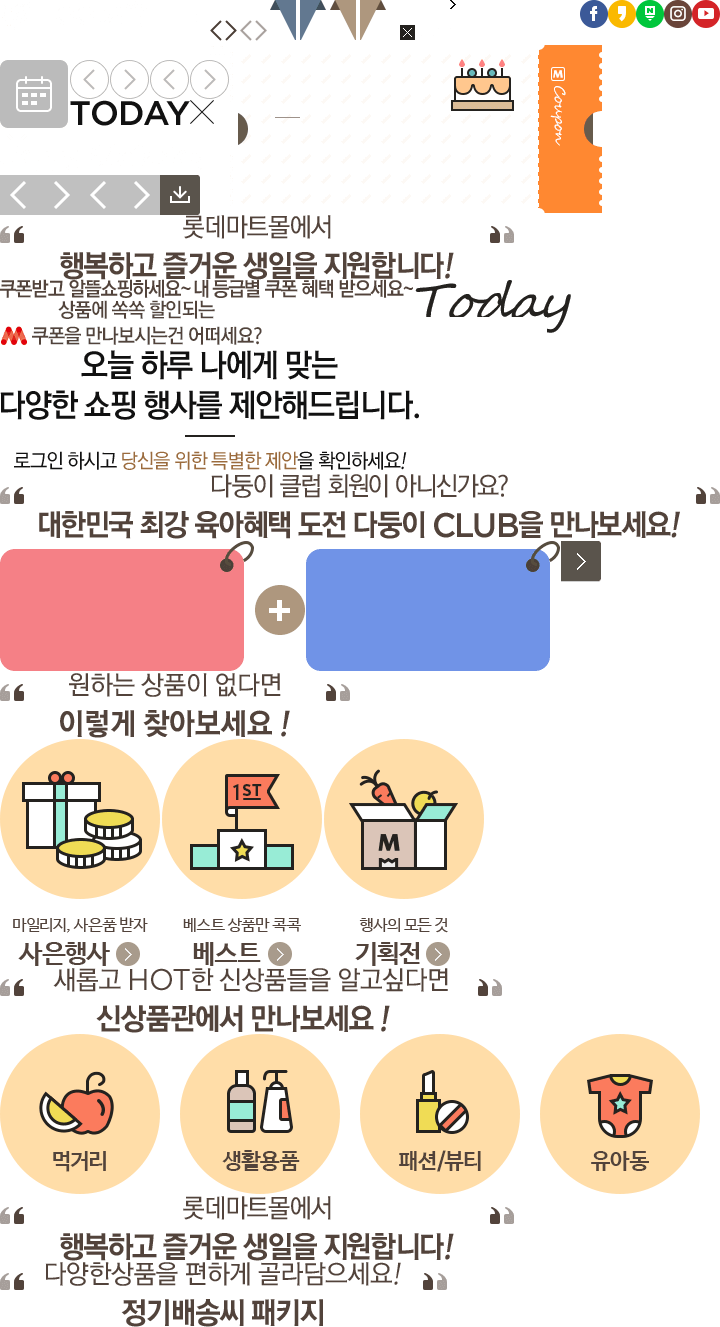 TODAY
M Coupon
롯데마트몰에서
행복하고 즐거운 생일을 지원합니다!
쿠폰받고 알뜰쇼핑하세요~ 내 등급별 쿠폰 혜택 받으세요~
Today
상품에 쏙쏙 할인되는
쿠폰을 만나보시는건 어떠세요?
오늘 하루 나에게 맞는
다양한 쇼핑 행사를 제안해드립니다.
로그인 하시고 당신을 위한 특별한 제안을 확인하세요!
다둥이 클럽 회원이 아니신가요?
대한민국 최강 육아혜택 도전 다둥이 CLUB을 만나보세요!
원하는 상품이 없다면
이렇게 찾아보세요 !
1ST
M
마일리지, 사은품 받자
사은행사
베스트 상품만 콕콕
베스트
행사의 모든 것
기획전
새롭고 HOT한 신상품들을 알고싶다면
신상품관에서 만나보세요 !
먹거리
생활용품
패션/뷰티
유아동
롯데마트몰에서
행복하고 즐거운 생일을 지원합니다!
다양한상품을 편하게 골라담으세요!
정기배송씨 패키지